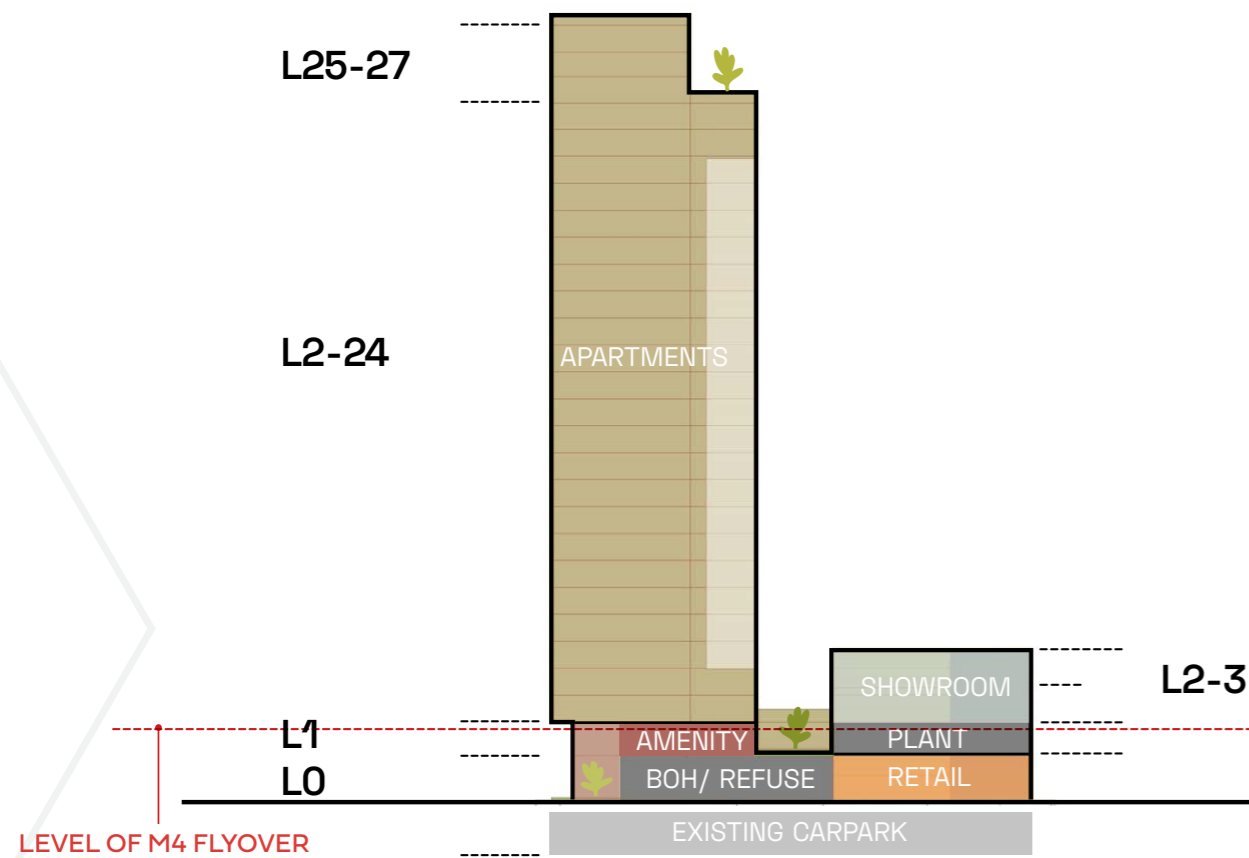 L25-27
L2-24
APARTMENTS
SHOWROOM
L2-3
L1
AMENITY
PLANT
L0
BOH/ REFUSE
RETAIL
EXISTING CARPARK
LEVEL OF M4 FLYOVER